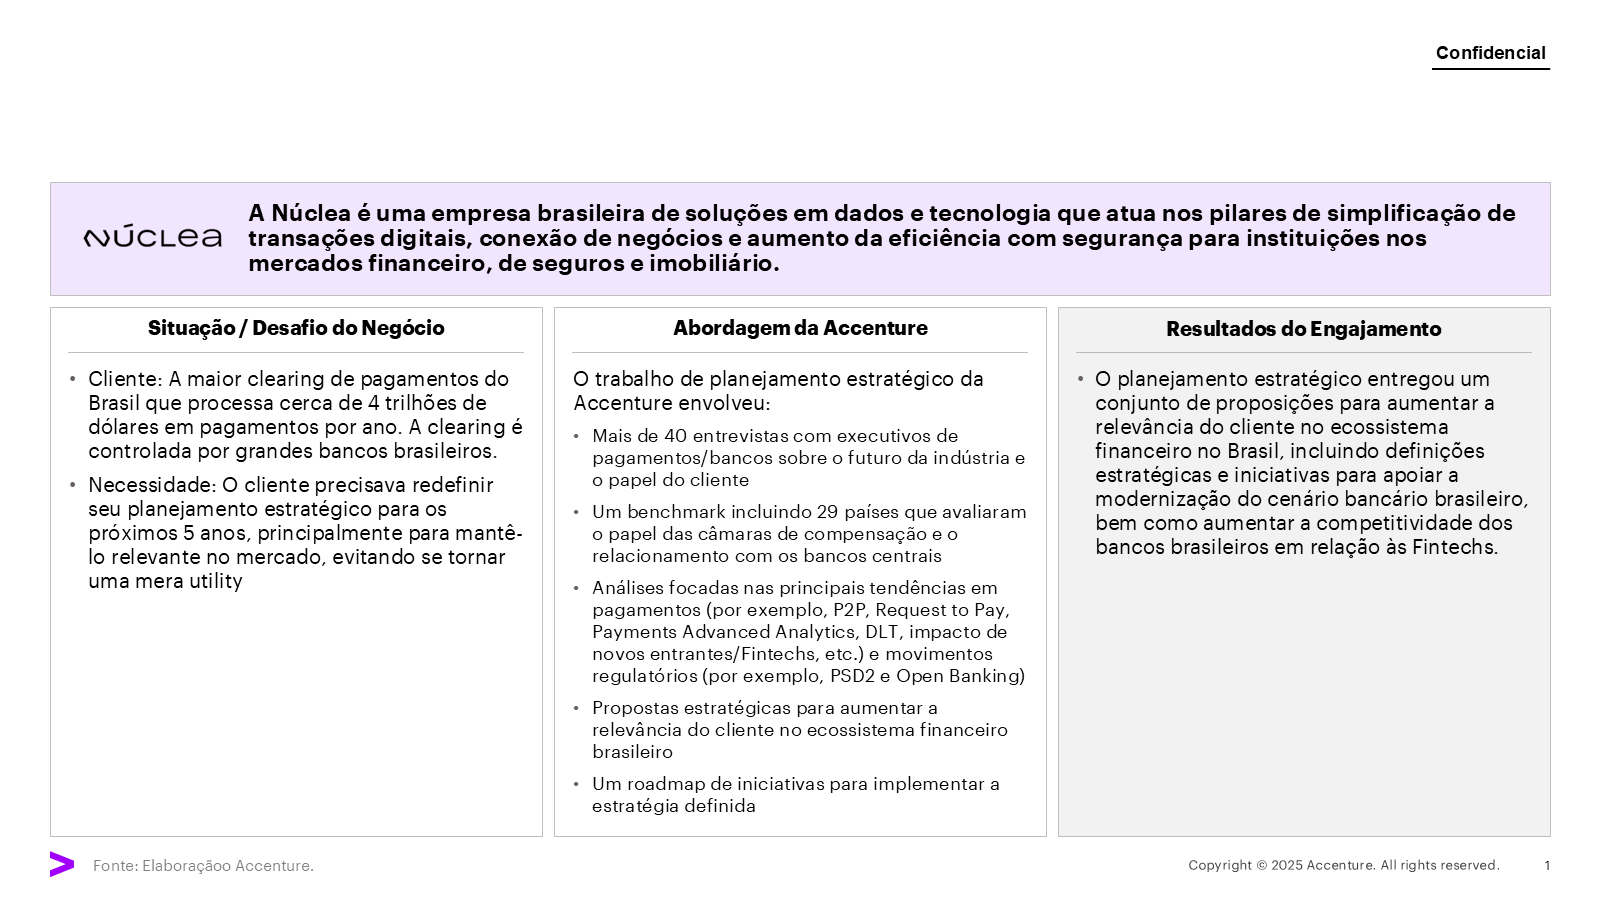 Confidencial
NÚCLEa
A Núclea é uma empresa brasileira de soluções em dados e tecnologia que atua nos pilares de simplificação de
transações digitais, conexão de negócios e aumento da eficiência com segurança para instituições nos
mercados financeiro, de seguros e imobiliário.
Situação / Desafio do Negócio
• Cliente: A maior clearing de pagamentos do
Brasil que processa cerca de 4 trilhões de
dólares em pagamentos por ano. A clearing é
controlada por grandes bancos brasileiros.
• Necessidade: O cliente precisava redefinir
seu planejamento estratégico para os
próximos 5 anos, principalmente para mantê-
lo relevante no mercado, evitando se tornar
uma mera utility
Abordagem da Accenture
O trabalho de planejamento estratégico da
Accenture envolveu:
• Mais de 40 entrevistas com executivos de
pagamentos/bancos sobre o futuro da indústria e
o papel do cliente
• Um benchmark incluindo 29 países que avaliaram
o papel das câmaras de compensação e o
relacionamento com os bancos centrais
• Análises focadas nas principais tendências em
pagamentos (por exemplo, P2P, Request to Pay,
Payments Advanced Analytics, DLT, impacto de
novos entrantes/Fintechs, etc.) e movimentos
regulatórios (por exemplo, PSD2 e Open Banking)
• Propostas estratégicas para aumentar a
relevância do cliente no ecossistema financeiro
brasileiro
• Um roadmap de iniciativas para implementar a
estratégia definida
Resultados do Engajamento
• O planejamento estratégico entregou um
conjunto de proposições para aumentar a
relevância do cliente no ecossistema
financeiro no Brasil, incluindo definições
estratégicas e iniciativas para apoiar a
modernização do cenário bancário brasileiro,
bem como aumentar a competitividade dos
bancos brasileiros em relação às Fintechs.
Fonte: Elaboraçãoo Accenture.
Copyright © 2025 Accenture. All rights reserved.
1